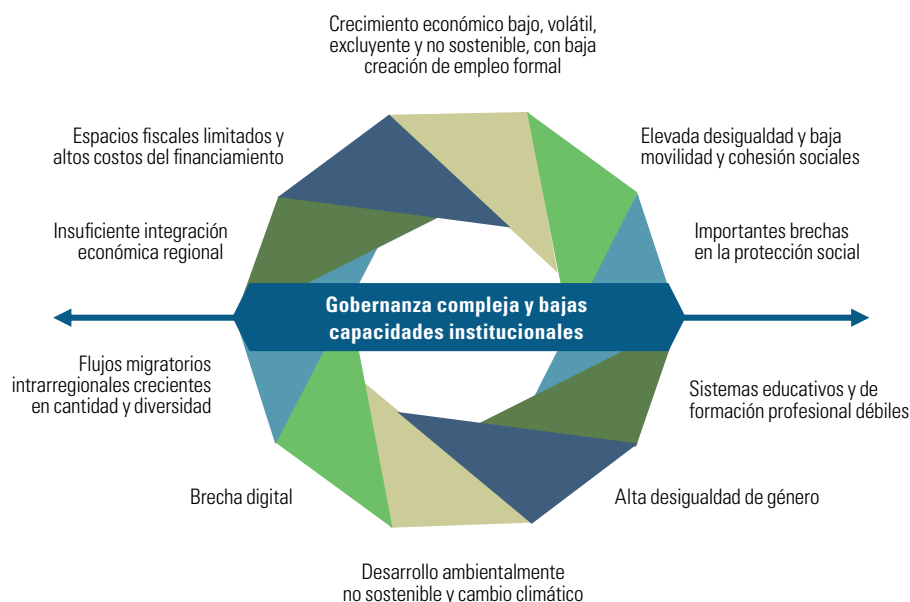 Crecimiento económico bajo, volátil,
excluyente y no sostenible, con baja
creación de empleo formal
Espacios fiscales limitados y
altos costos del financiamiento
Elevada desigualdad y baja
movilidad y cohesión sociales
Insuficiente integración
económica regional
Importantes brechas
en la protección social
Gobernanza compleja y bajas
capacidades institucionales
Flujos migratorios
intrarregionales crecientes
en cantidad y diversidad
Sistemas educativos y de
formación profesional débiles
Brecha digital
Alta desigualdad de género
Desarrollo ambientalmente
no sostenible y cambio climático